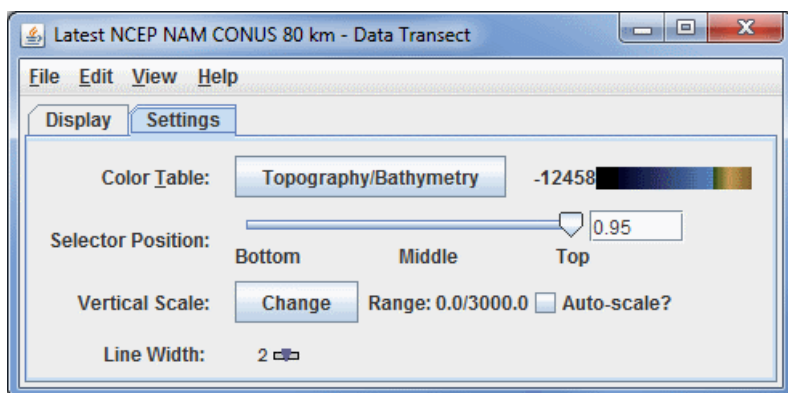 Latest NCEP NAM CONUS 80 km - Data Transect
File Edit View Help
Display Settings
Color Table: Topography/Bathymetry -12458
Selector Position: 0.95
Bottom Middle Top
Vertical Scale: Change Range: 0.0/3000.0 Auto-scale?
Line Width: 2